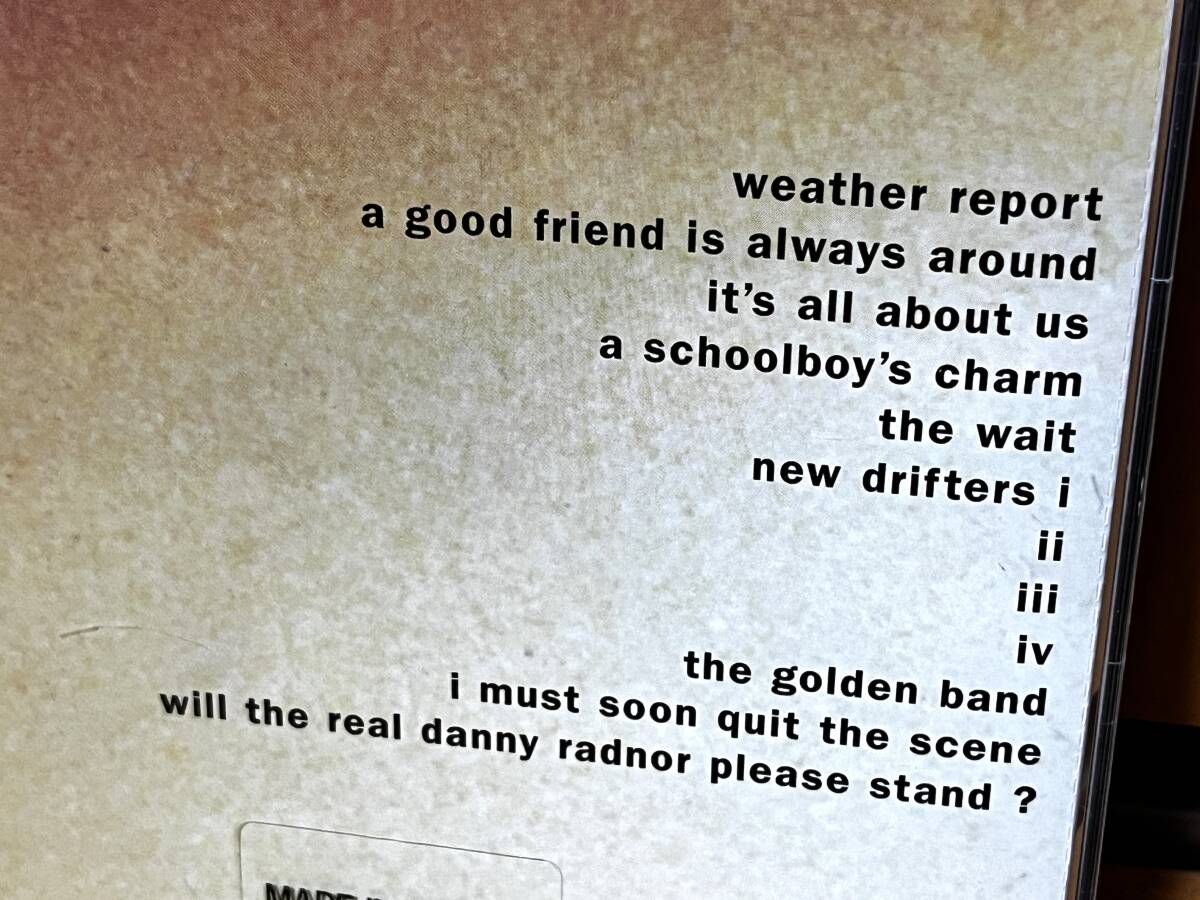 weather report
a good friend is always around
it's all about us
a schoolboy's charm
the wait
new drifters i
ii
iii
iv
the golden band
i must soon quit the scene
will the real danny radnor please stand ?
MADE